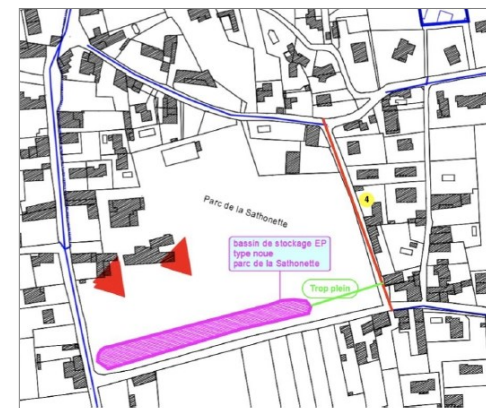 Parc de la Sathonette
4
bassin de stockage EP
type noue
parc de la Sathonette
Trop plein